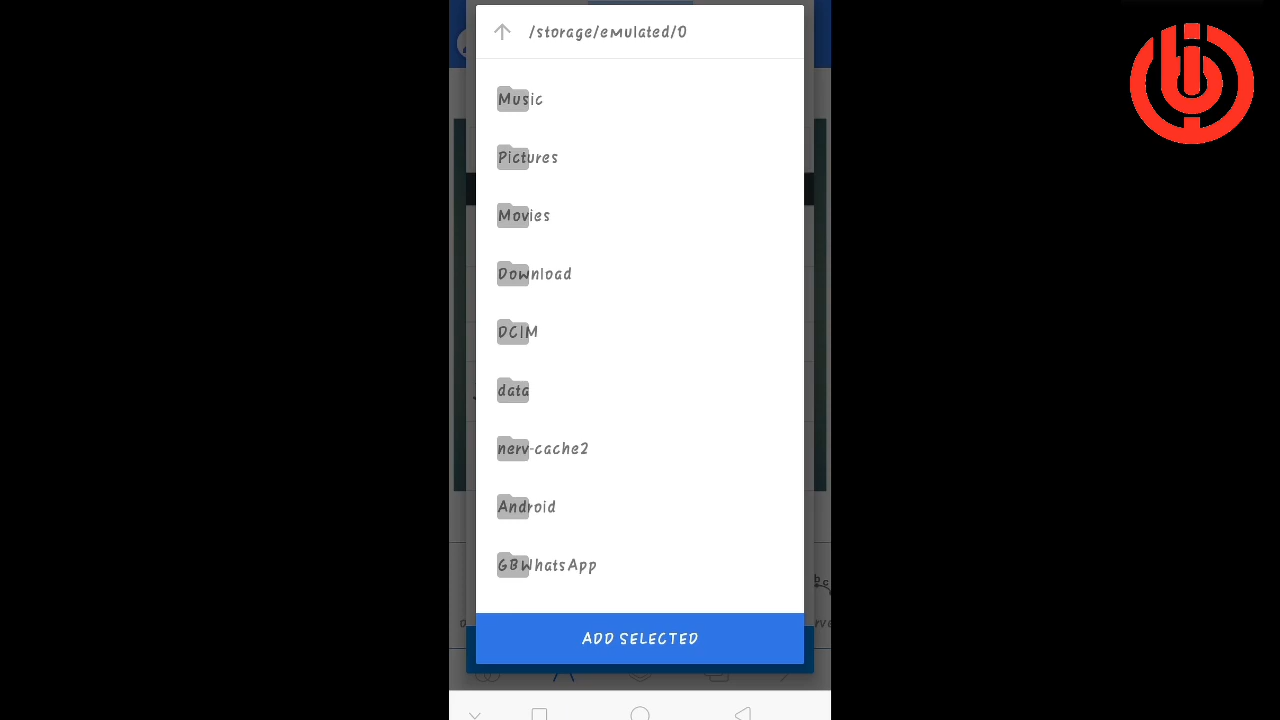 /storage/emulated/0
Music
Pictures
Movies
Download
DCIM
data
nerv-cache2
Android
GBWhatsApp
ADD SELECTED